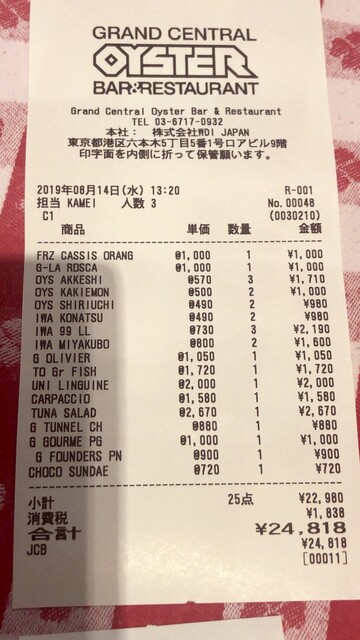 GRAND CENTRAL
OYSTER
BAR&RESTAURANT
Grand Central Oyster Bar & Restaurant
TEL 03-6717-0932
本社: 株式会社WDI JAPAN
東京都港区六本木5丁目5番1号ロアビル9階
印字面を内側に折って保管願います。
2019年08月14日(水) 13:20 R-001
担当 KAMEI 人数 3 No.00048
C1 (0030210)
商品 単価 数量 金額
FRZ CASSIS ORANG @1,000 1 ¥1,000
G-LA ROSCA @1,000 1 ¥1,000
OYS AKKESHI @570 3 ¥1,710
OYS KAKIEMON @500 2 ¥1,000
OYS SHIRIUCHI @490 2 ¥980
IWA KONATSU @490 2 ¥980
IWA 99 LL @730 3 ¥2,190
IWA MIYAKUBO @800 2 ¥1,600
G OLIVIER @1,050 1 ¥1,050
TO Gr FISH @1,720 1 ¥1,720
UNI LINGUINE @2,000 1 ¥2,000
CARPACCIO @1,580 1 ¥1,580
TUNA SALAD @2,670 1 ¥2,670
G TUNNEL CH @880 1 ¥880
G GOURME PG @1,000 1 ¥1,000
G FOUNDERS PN @900 1 ¥900
CHOCO SUNDAE @720 1 ¥720
小計 25点 ¥22,980
消費税 ¥1,838
合計 ¥24,818
JCB ¥24,818
[00011]